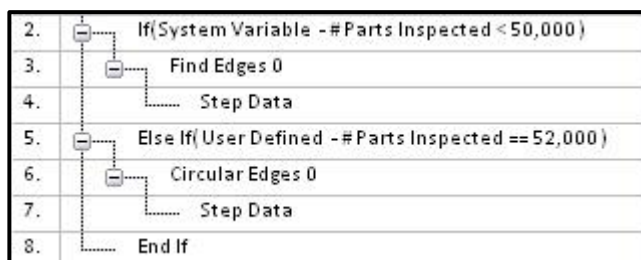 2. If(System Variable -#Parts Inspected <50,000)
3. Find Edges 0
4. Step Data
5. Else If(User Defined -#Parts Inspected ==52,000)
6. Circular Edges 0
7. Step Data
8. End If